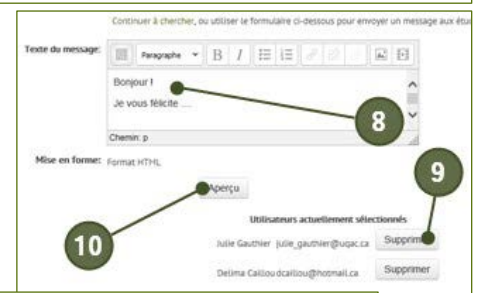 Continuer à chercher, ou utiliser le formulaire ci-dessous pour envoyer un message aux étu
Texte du message:
Paragraphe B I
Bonjour !
Je vous félicite ....
8
Chemin: p
Mise en forme: Format HTML
9
Aperçu
10
Utilisateurs actuellement sélectionnés
Julie Gauthier julie_gauthier@uqac.ca Supprimer
Delima Caillou dcaillou@hotmail.ca Supprimer